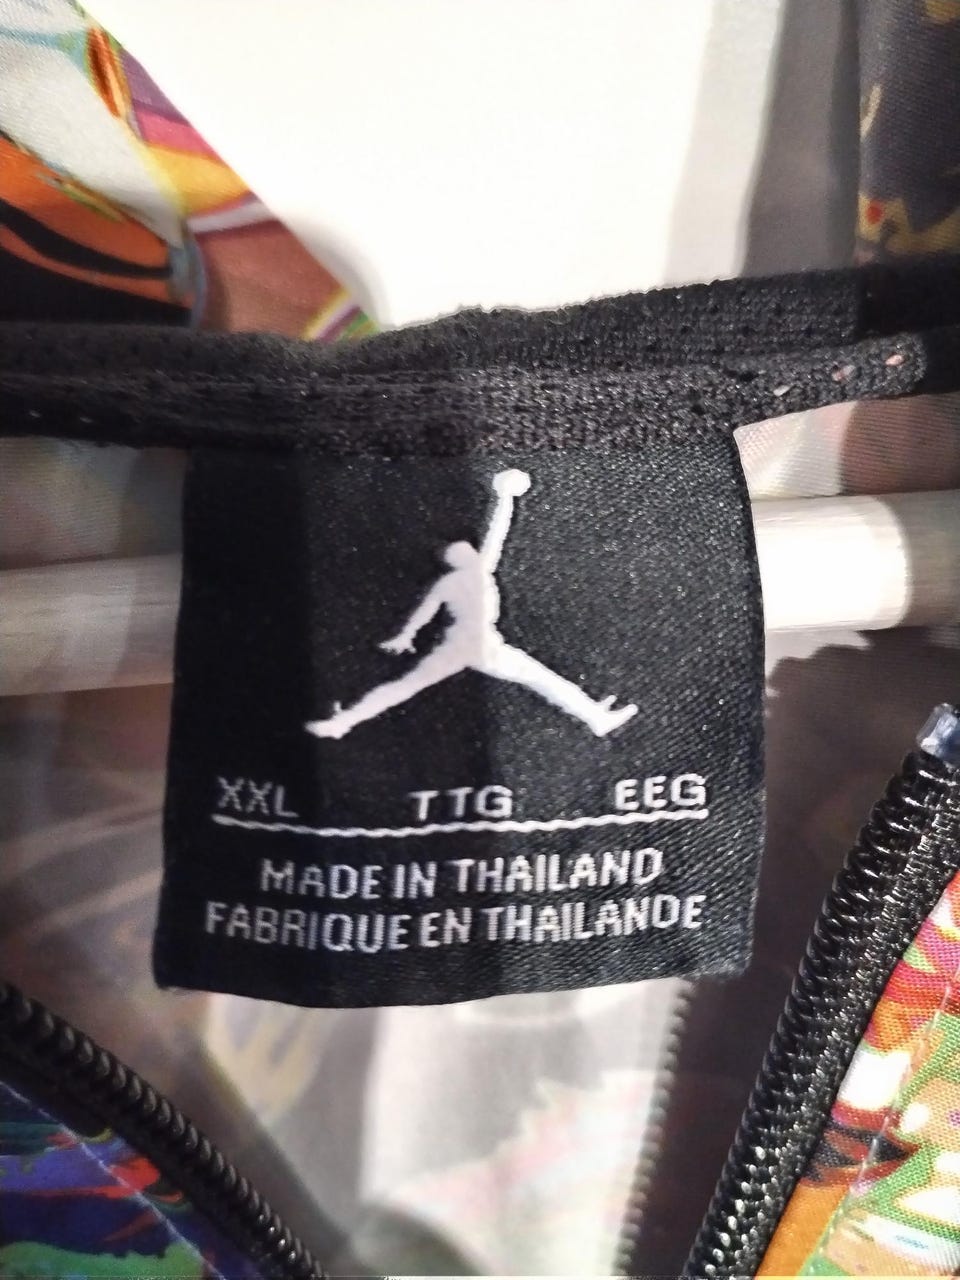 XXL TTG EEG
MADE IN THAILAND
FABRIQUE EN THAILANDE